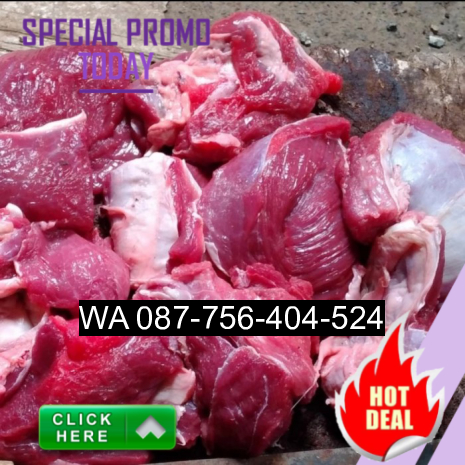 SPECIAL PROMO
TODAY
WA 087-756-404-524
CLICK
HERE
HOT
DEAL